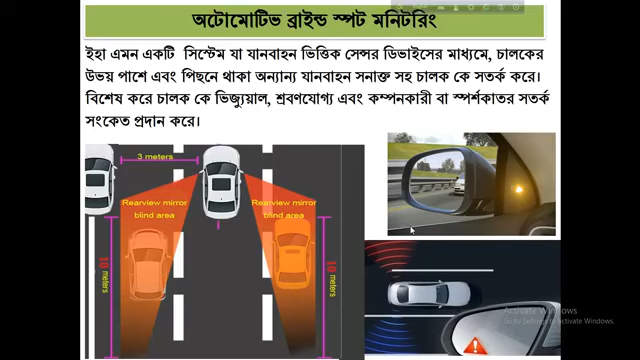 অটোমোটিভ ব্লাইন্ড স্পট মনিটরিং
ইহা এমন একটি সিস্টেম যা যানবাহন ভিত্তিক সেন্সর ডিভাইসের মাধ্যমে, চালকের
উভয় পাশে এবং পিছনে থাকা অন্যান্য যানবাহন সনাক্ত সহ চালক কে সতর্ক করে।
বিশেষ করে চালক কে ভিজ্যুয়াল, শ্রবণযোগ্য এবং কম্পনকারী বা স্পর্শকাতর সতর্ক
সংকেত প্রদান করে।
3 meters
Rearview mirror
blind area
Rearview mirror
blind area
10 meters
10 meters
Activate Windows
Go to Settings to activate Windows.